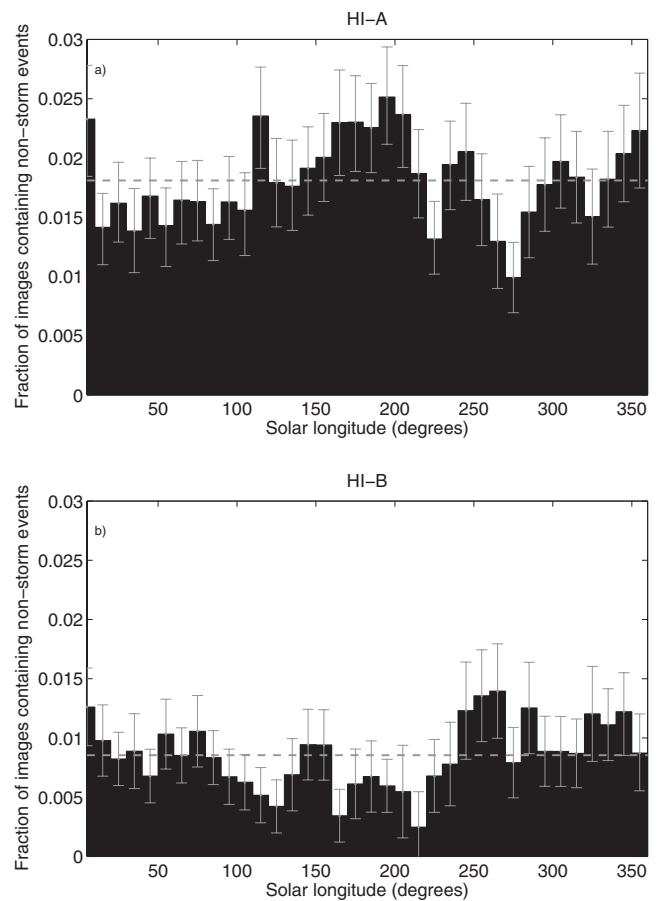 HI−A
a)
0.03
0.025
0.02
0.015
0.01
0.005
0
Fraction of images containing non−storm events
50 100 150 200 250 300 350
Solar longitude (degrees)
HI−B
b)
0.03
0.025
0.02
0.015
0.01
0.005
0
Fraction of images containing non−storm events
50 100 150 200 250 300 350
Solar longitude (degrees)